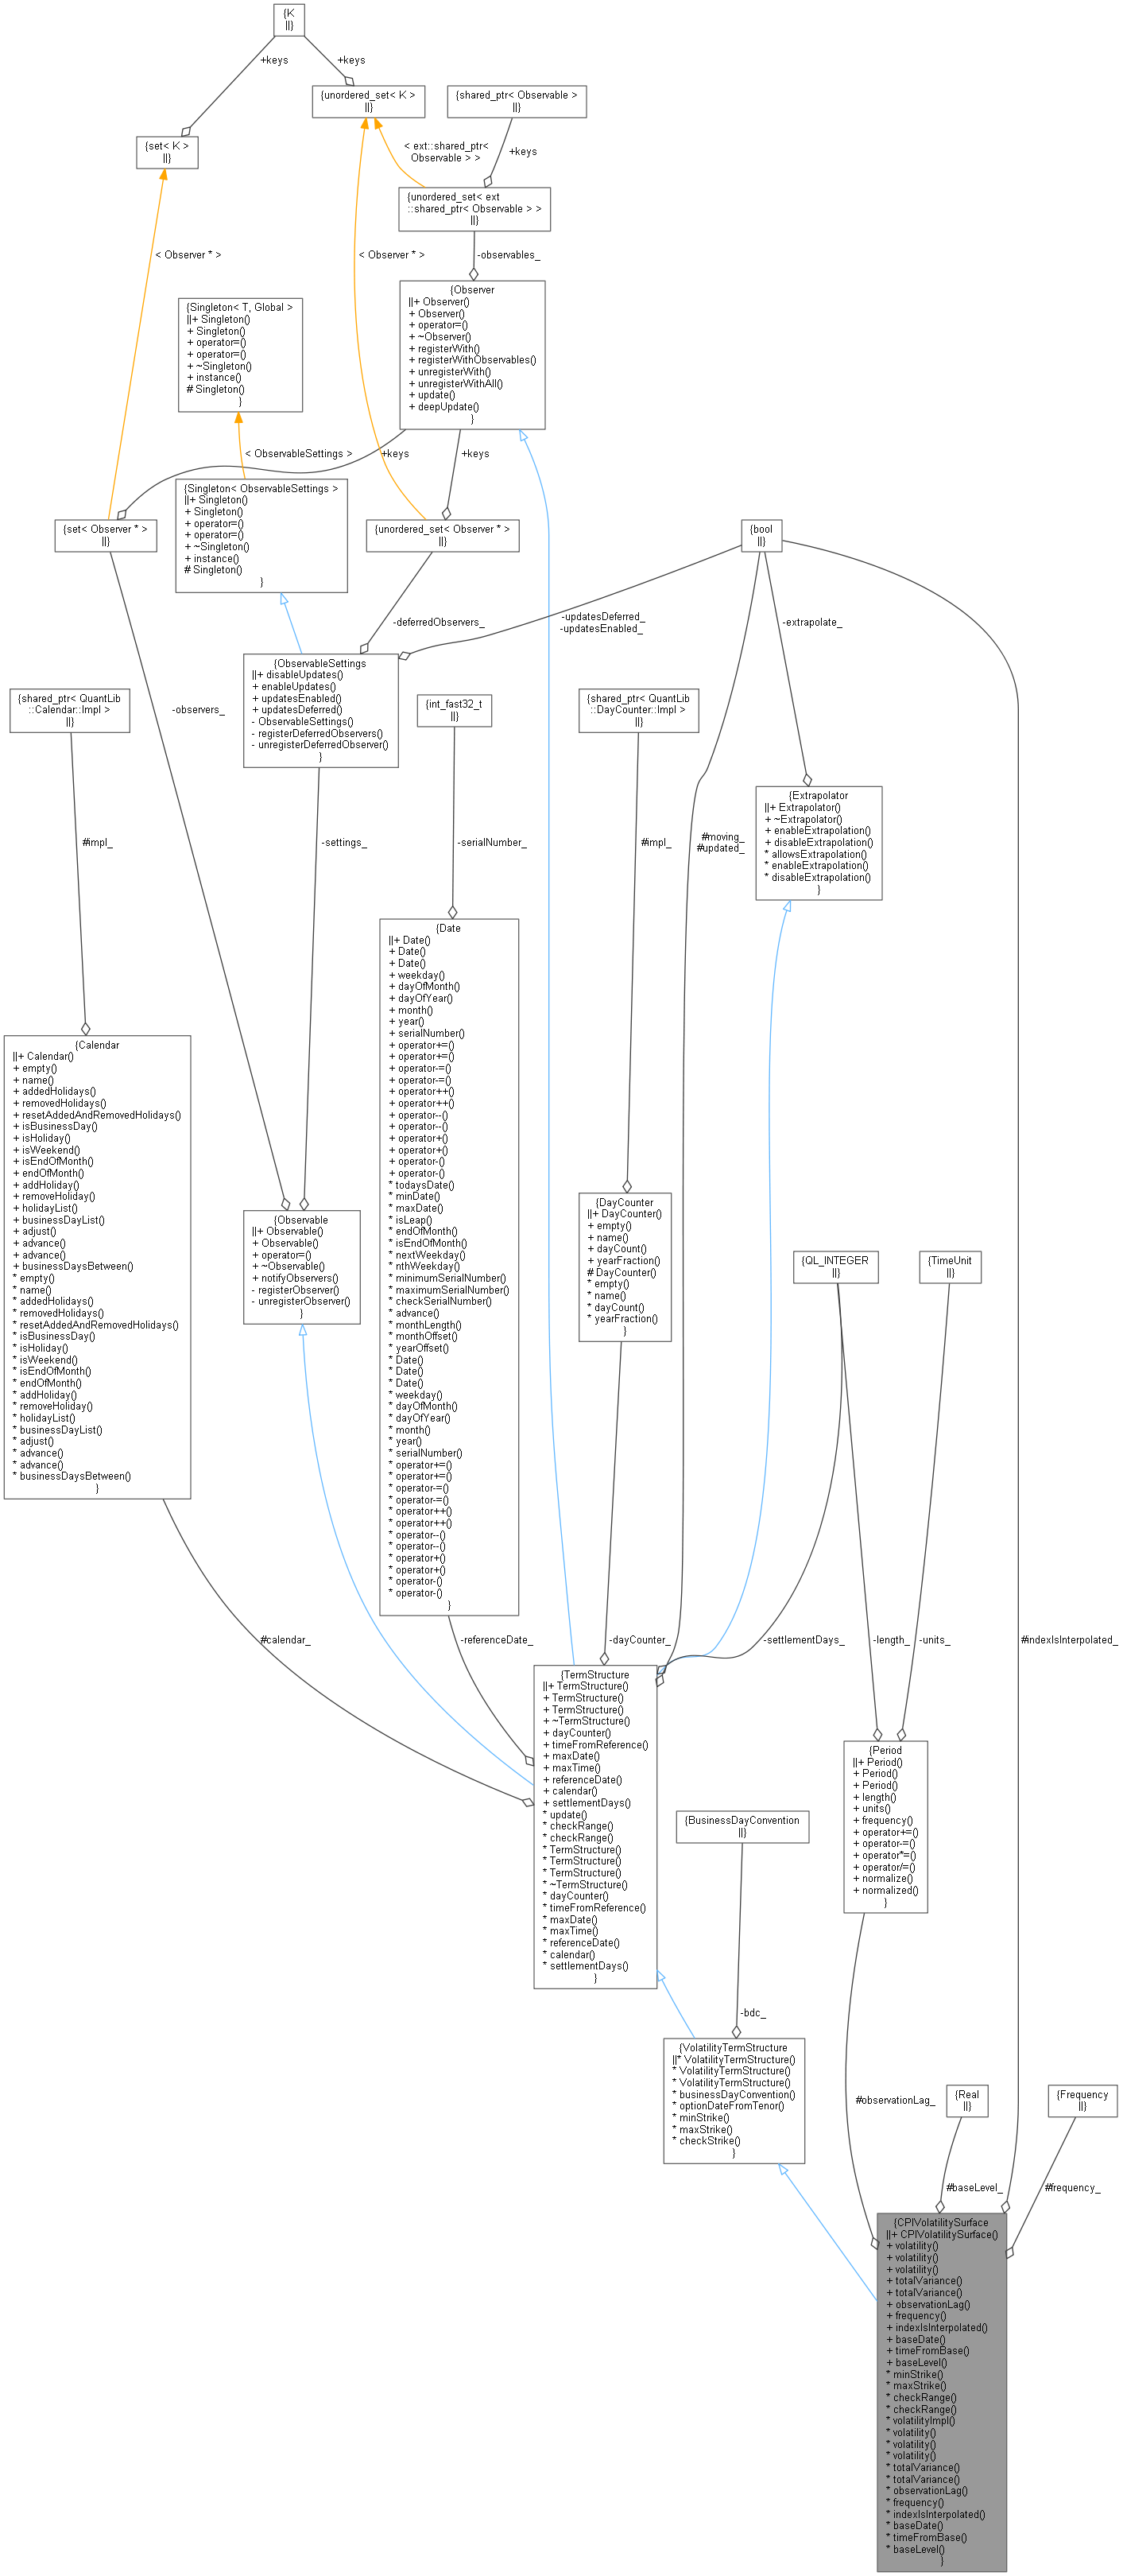 {K
||}
+keys
+keys
{unordered_set< K >
||}
{shared_ptr< Observable >
||}
{set< K >
||}
< ext::shared_ptr<
Observable > >
+keys
{unordered_set< ext
::shared_ptr< Observable > >
||}
< Observer * >
< Observer * >
-observables_
{Observer
||+ Observer()
+ Observer()
+ operator=()
+ ~Observer()
+ registerWith()
+ registerWithObservables()
+ unregisterWith()
+ unregisterWithAll()
+ update()
+ deepUpdate()
}
{Singleton< T, Global >
||+ Singleton()
+ Singleton()
+ operator=()
+ operator=()
+ ~Singleton()
+ instance()
# Singleton()
}
< ObservableSettings >
+keys
+keys
{Singleton< ObservableSettings >
||+ Singleton()
+ Singleton()
+ operator=()
+ operator=()
+ ~Singleton()
+ instance()
# Singleton()
}
{set< Observer * >
||}
{unordered_set< Observer * >
||}
{bool
||}
-deferredObservers_
-updatesDeferred_
-updatesEnabled_
-extrapolate_
{ObservableSettings
||+ disableUpdates()
+ enableUpdates()
+ updatesEnabled()
+ updatesDeferred()
- ObservableSettings()
- registerDeferredObservers()
- unregisterDeferredObserver()
}
{shared_ptr< QuantLib
::Calendar::Impl >
||}
-observers_
{int_fast32_t
||}
{shared_ptr< QuantLib
::DayCounter::Impl >
||}
{Extrapolator
||+ Extrapolator()
+ ~Extrapolator()
+ enableExtrapolation()
+ disableExtrapolation()
* allowsExtrapolation()
* enableExtrapolation()
* disableExtrapolation()
}
#impl_
-settings_
-serialNumber_
#impl_
#moving_
#updated_
{Date
||+ Date()
+ Date()
+ Date()
+ weekday()
+ dayOfMonth()
+ dayOfYear()
+ month()
+ year()
+ serialNumber()
+ operator+=()
+ operator+=()
+ operator-=()
+ operator-=()
+ operator++()
+ operator++()
+ operator--()
+ operator--()
+ operator+()
+ operator+()
+ operator-()
+ operator-()
* todaysDate()
* minDate()
* maxDate()
* isLeap()
* endOfMonth()
* isEndOfMonth()
* nextWeekday()
* nthWeekday()
* minimumSerialNumber()
* maximumSerialNumber()
* checkSerialNumber()
* advance()
* monthLength()
* monthOffset()
* yearOffset()
* Date()
* Date()
* Date()
* weekday()
* dayOfMonth()
* dayOfYear()
* month()
* year()
* serialNumber()
* operator+=()
* operator+=()
* operator-=()
* operator-=()
* operator++()
* operator++()
* operator--()
* operator--()
* operator+()
* operator+()
* operator-()
* operator-()
}
{Calendar
||+ Calendar()
+ empty()
+ name()
+ addedHolidays()
+ removedHolidays()
+ resetAddedAndRemovedHolidays()
+ isBusinessDay()
+ isHoliday()
+ isWeekend()
+ isEndOfMonth()
+ endOfMonth()
+ addHoliday()
+ removeHoliday()
+ holidayList()
+ businessDayList()
+ adjust()
+ advance()
+ advance()
+ businessDaysBetween()
* empty()
* name()
* addedHolidays()
* removedHolidays()
* resetAddedAndRemovedHolidays()
* isBusinessDay()
* isHoliday()
* isWeekend()
* isEndOfMonth()
* endOfMonth()
* addHoliday()
* removeHoliday()
* holidayList()
* businessDayList()
* adjust()
* advance()
* advance()
* businessDaysBetween()
}
{DayCounter
||+ DayCounter()
+ empty()
+ name()
+ dayCount()
+ yearFraction()
# DayCounter()
* empty()
* name()
* dayCount()
* yearFraction()
}
{Observable
||+ Observable()
+ Observable()
+ operator=()
+ ~Observable()
+ notifyObservers()
- registerObserver()
- unregisterObserver()
}
{QL_INTEGER
||}
{TimeUnit
||}
#calendar_
-referenceDate_
-dayCounter_
-settlementDays_
-length_
-units_
#indexIsInterpolated_
{TermStructure
||+ TermStructure()
+ TermStructure()
+ TermStructure()
+ ~TermStructure()
+ dayCounter()
+ timeFromReference()
+ maxDate()
+ maxTime()
+ referenceDate()
+ calendar()
+ settlementDays()
* update()
* checkRange()
* checkRange()
* TermStructure()
* TermStructure()
* TermStructure()
* ~TermStructure()
* dayCounter()
* timeFromReference()
* maxDate()
* maxTime()
* referenceDate()
* calendar()
* settlementDays()
}
{Period
||+ Period()
+ Period()
+ Period()
+ length()
+ units()
+ frequency()
+ operator+=()
+ operator-=()
+ operator*=()
+ operator/=()
+ normalize()
+ normalized()
}
{BusinessDayConvention
||}
-bdc_
{VolatilityTermStructure
||* VolatilityTermStructure()
* VolatilityTermStructure()
* VolatilityTermStructure()
* businessDayConvention()
* optionDateFromTenor()
* minStrike()
* maxStrike()
* checkStrike()
}
#observationLag_
{Real
||}
{Frequency
||}
#baseLevel_
#frequency_
{CPIVolatilitySurface
||+ CPIVolatilitySurface()
+ volatility()
+ volatility()
+ volatility()
+ totalVariance()
+ totalVariance()
+ observationLag()
+ frequency()
+ indexIsInterpolated()
+ baseDate()
+ timeFromBase()
+ baseLevel()
* minStrike()
* maxStrike()
* checkRange()
* checkRange()
* volatilityImpl()
* volatility()
* volatility()
* volatility()
* totalVariance()
* totalVariance()
* observationLag()
* frequency()
* indexIsInterpolated()
* baseDate()
* timeFromBase()
* baseLevel()
}